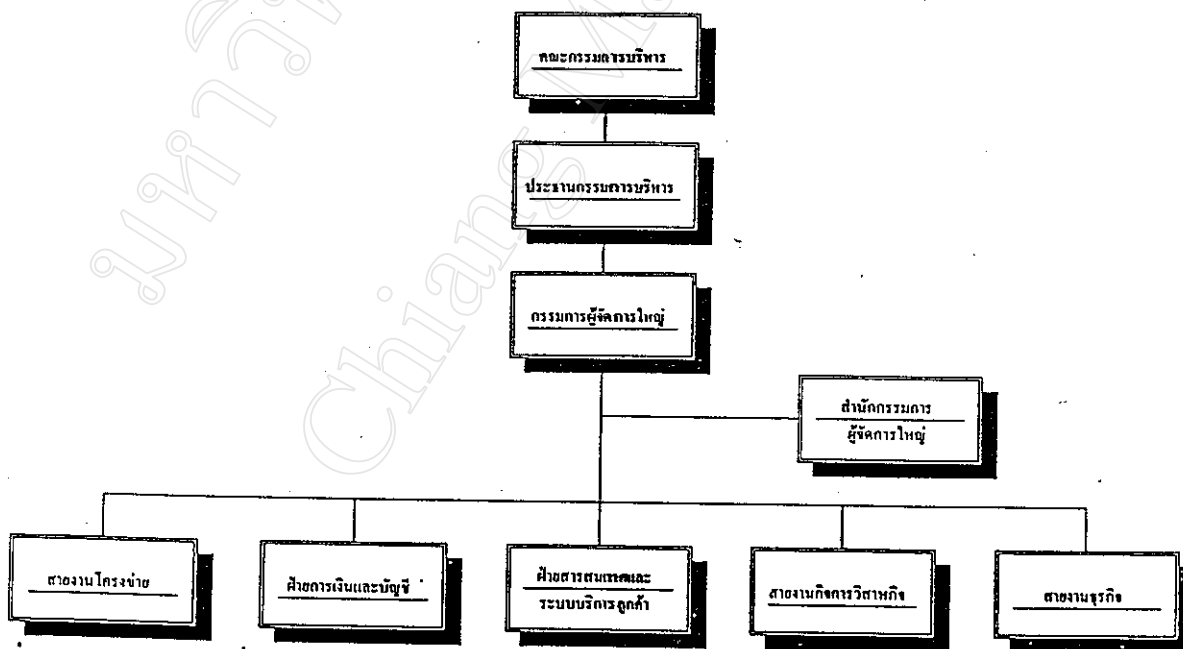 คณะกรรมการบริหาร
ประธานกรรมการบริหาร
กรรมการผู้จัดการใหญ่
สำนักกรรมการ
ผู้จัดการใหญ่
สายงานโครงข่าย
ฝ่ายการเงินและบัญชี
ฝ่ายสารสนเทศและ
ระบบบริการลูกค้า
สายงานกิจการวิสาหกิจ
สายงานธุรกิจ
มหาวิ
Chiang M